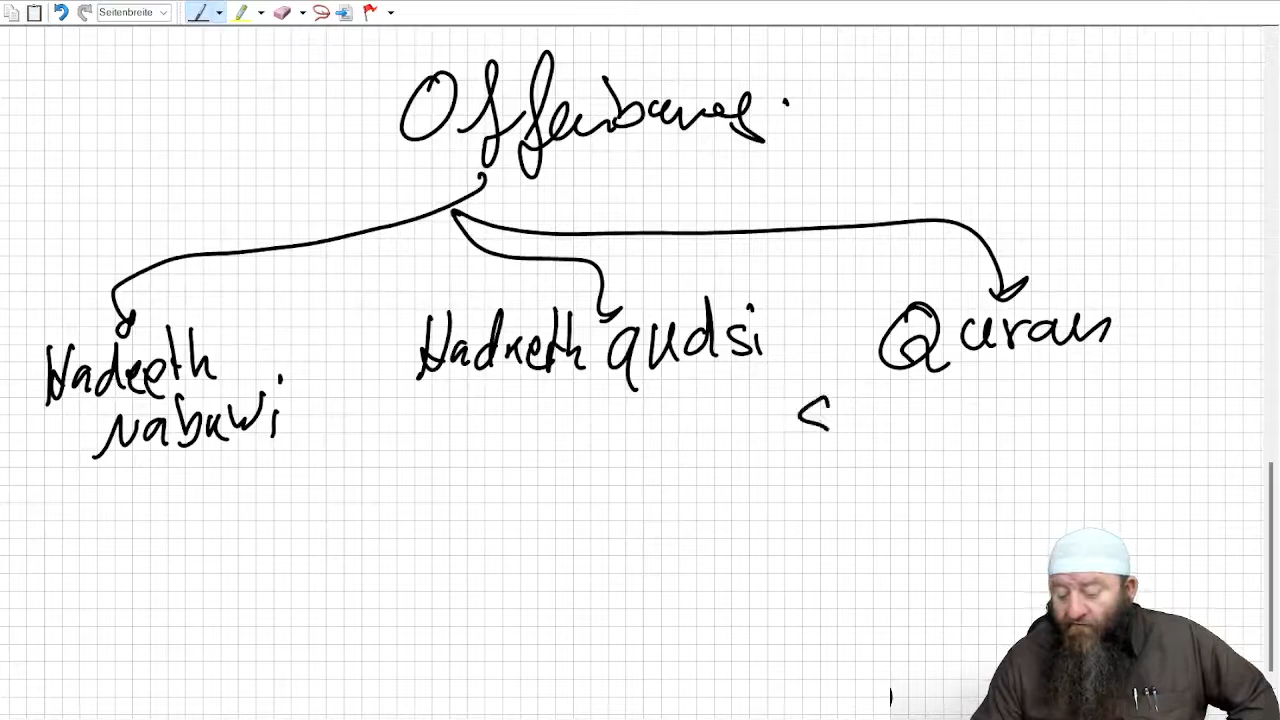 Seitenbreite
Offenbarung.
Hadeeth qudsi
Quran
Hadeeth
Nabawi